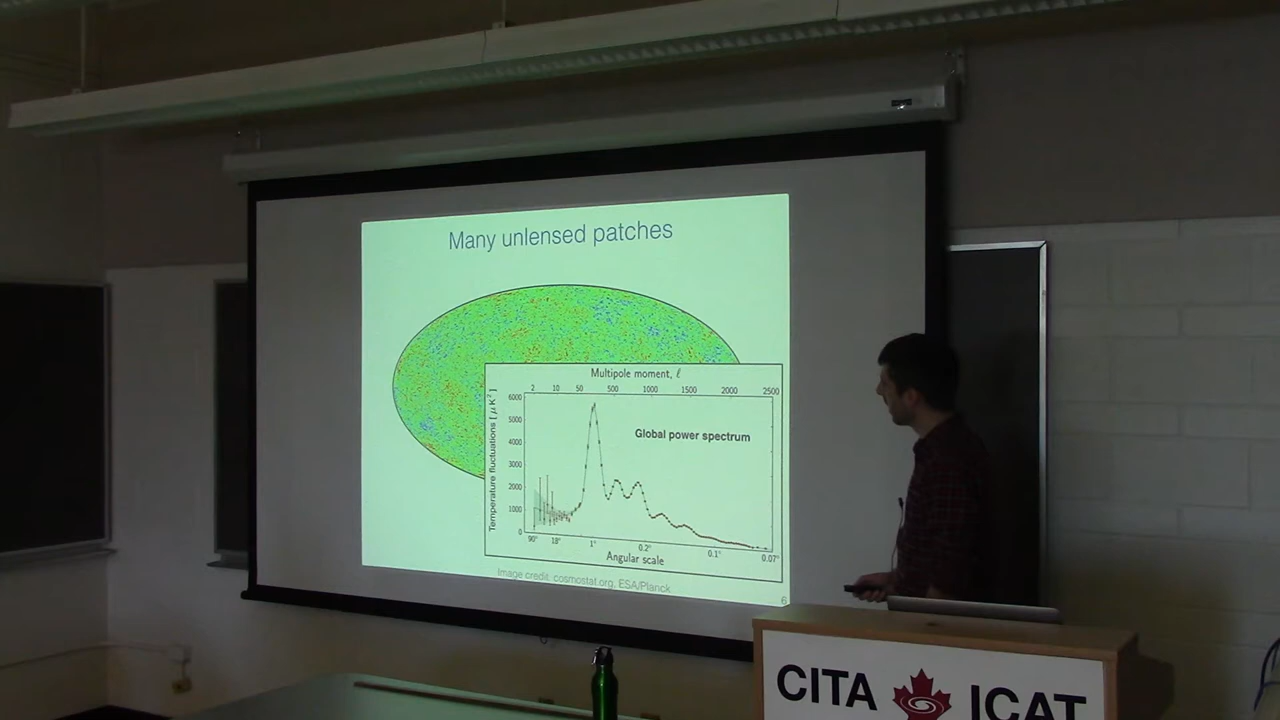 Many unlensed patches
Multipole moment, ℓ
2 10 50 500 1000 1500 2000 2500
Temperature fluctuations [ μ K² ]
6000
5000
4000
3000
2000
1000
0
Global power spectrum
90° 18° 1° 0.2° 0.1° 0.07°
Angular scale
Image credit: cosmostat.org, ESA/Planck
6
CITA ICAT